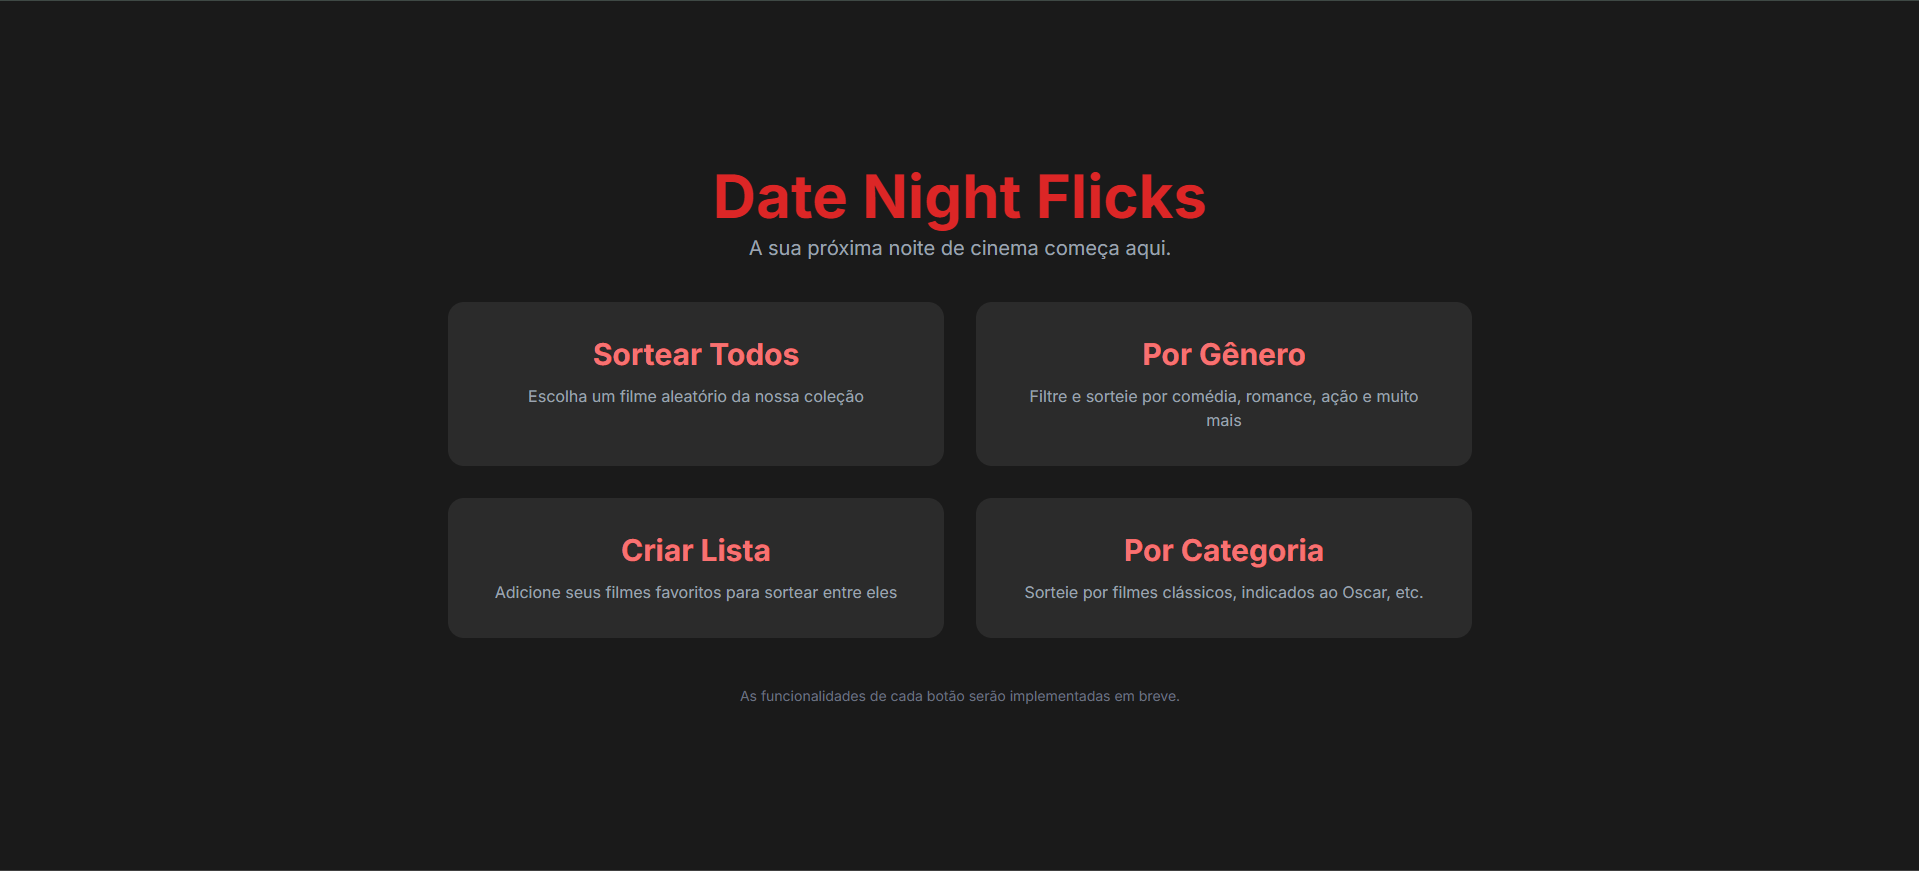 Date Night Flicks
A sua próxima noite de cinema começa aqui.
Sortear Todos
Escolha um filme aleatório da nossa coleção
Por Gênero
Filtre e sorteie por comédia, romance, ação e muito
mais
Criar Lista
Adicione seus filmes favoritos para sortear entre eles
Por Categoria
Sorteie por filmes clássicos, indicados ao Oscar, etc.
As funcionalidades de cada botão serão implementadas em breve.